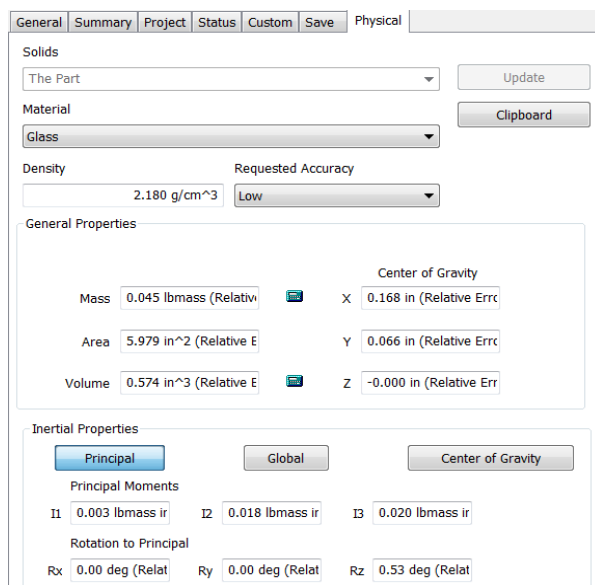 General Summary Project Status Custom Save Physical
Solids
The Part
Update
Material
Clipboard
Glass
Density Requested Accuracy
2.180 g/cm^3 Low
General Properties
Center of Gravity
Mass 0.045 lbmass (Relativ X 0.168 in (Relative Errc
Area 5.979 in^2 (Relative E Y 0.066 in (Relative Errc
Volume 0.574 in^3 (Relative E Z -0.000 in (Relative Err
Inertial Properties
Principal Global Center of Gravity
Principal Moments
I1 0.003 lbmass ir I2 0.018 lbmass ir I3 0.020 lbmass ir
Rotation to Principal
Rx 0.00 deg (Relat Ry 0.00 deg (Relat Rz 0.53 deg (Relat